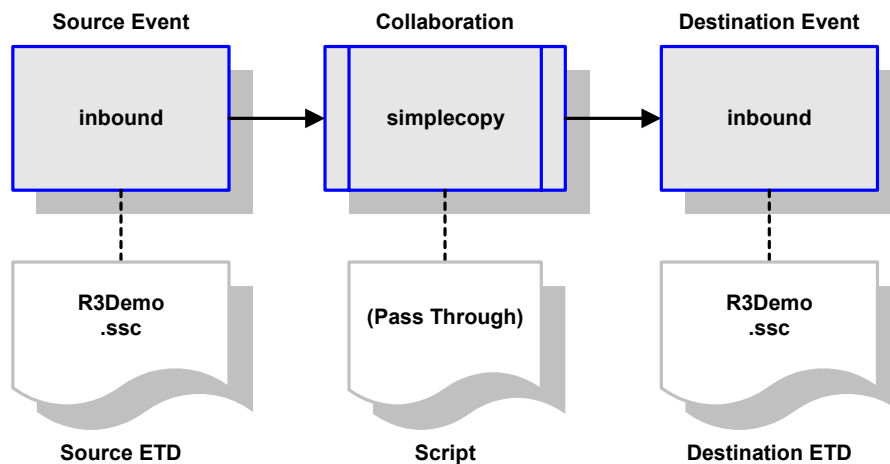 Source Event
Collaboration
Destination Event
inbound
simplecopy
inbound
R3Demo
.ssc
(Pass Through)
R3Demo
.ssc
Source ETD
Script
Destination ETD